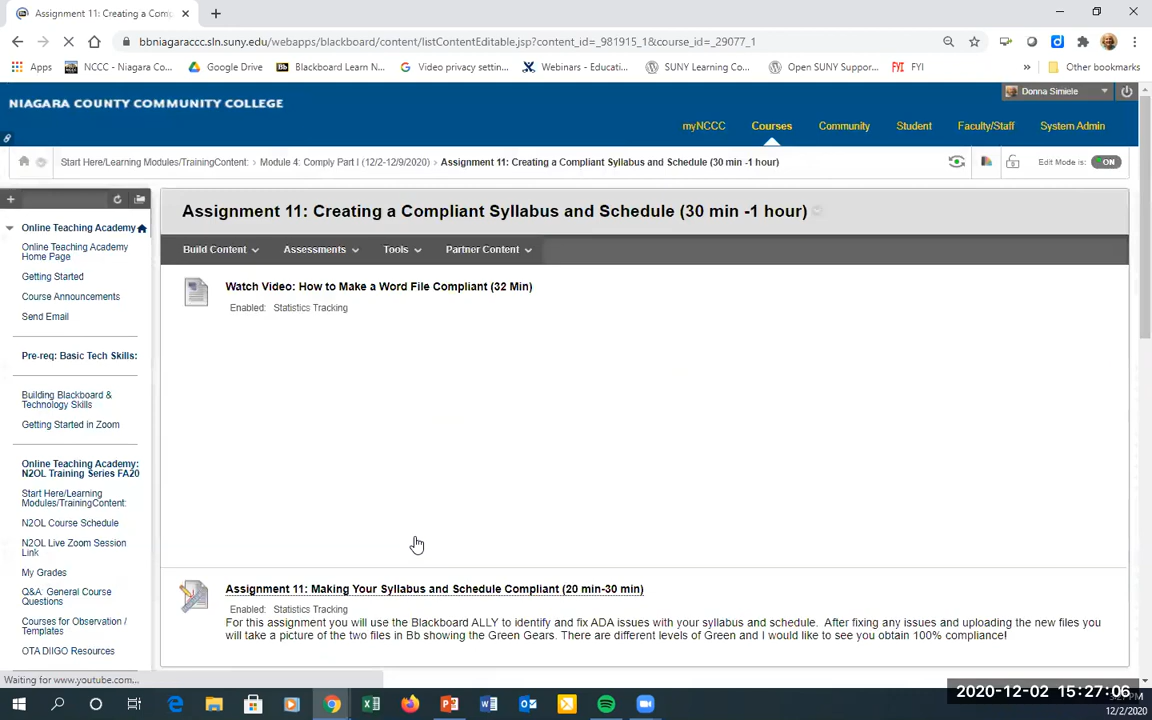 Assignment 11: Creating a Com
bbniagaraccc.sln.suny.edu/webapps/blackboard/content/listContentEditable.jsp?content_id=_981915_1&course_id=_29077_1
Apps NCCC - Niagara Co... Google Drive Blackboard Learn N... Video privacy settin... Webinars - Educati... SUNY Learning Co... Open SUNY Suppor... FYI » Other bookmarks
NIAGARA COUNTY COMMUNITY COLLEGE
Donna Simiele
myNCCC Courses Community Student Faculty/Staff System Admin
Start Here/Learning Modules/TrainingContent: > Module 4: Comply Part I (12/2-12/9/2020) > Assignment 11: Creating a Compliant Syllabus and Schedule (30 min -1 hour)
Edit Mode is: ON
Online Teaching Academy
Online Teaching Academy
Home Page
Getting Started
Course Announcements
Send Email
Pre-req: Basic Tech Skills:
Building Blackboard &
Technology Skills
Getting Started in Zoom
Online Teaching Academy:
N2OL Training Series FA20
Start Here/Learning
Modules/TrainingContent:
N2OL Course Schedule
N2OL Live Zoom Session
Link
My Grades
Q&A: General Course
Questions
Courses for Observation /
Templates
OTA DIIGO Resources
Assignment 11: Creating a Compliant Syllabus and Schedule (30 min -1 hour)
Build Content Assessments Tools Partner Content
Watch Video: How to Make a Word File Compliant (32 Min)
Enabled: Statistics Tracking
Assignment 11: Making Your Syllabus and Schedule Compliant (20 min-30 min)
Enabled: Statistics Tracking
For this assignment you will use the Blackboard ALLY to identify and fix ADA issues with your syllabus and schedule. After fixing any issues and uploading the new files you
will take a picture of the two files in Bb showing the Green Gears. There are different levels of Green and I would like to see you obtain 100% compliance!
Waiting for www.youtube.com...
2020-12-02 15:27:06
12/2/2020